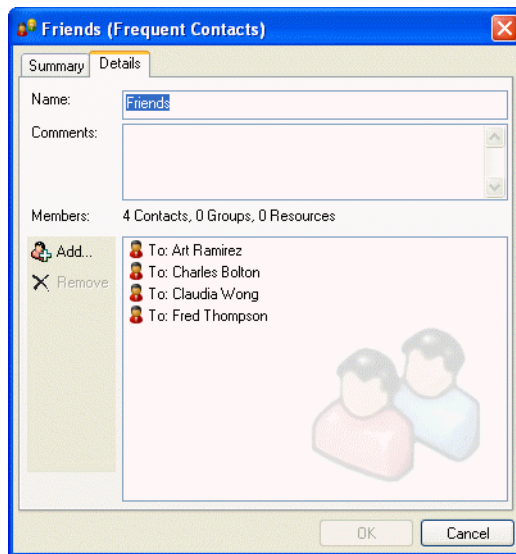 Friends (Frequent Contacts)
Summary Details
Name: Friends
Comments:
Members: 4 Contacts, 0 Groups, 0 Resources
Add...
Remove
To: Art Ramirez
To: Charles Bolton
To: Claudia Wong
To: Fred Thompson
OK Cancel